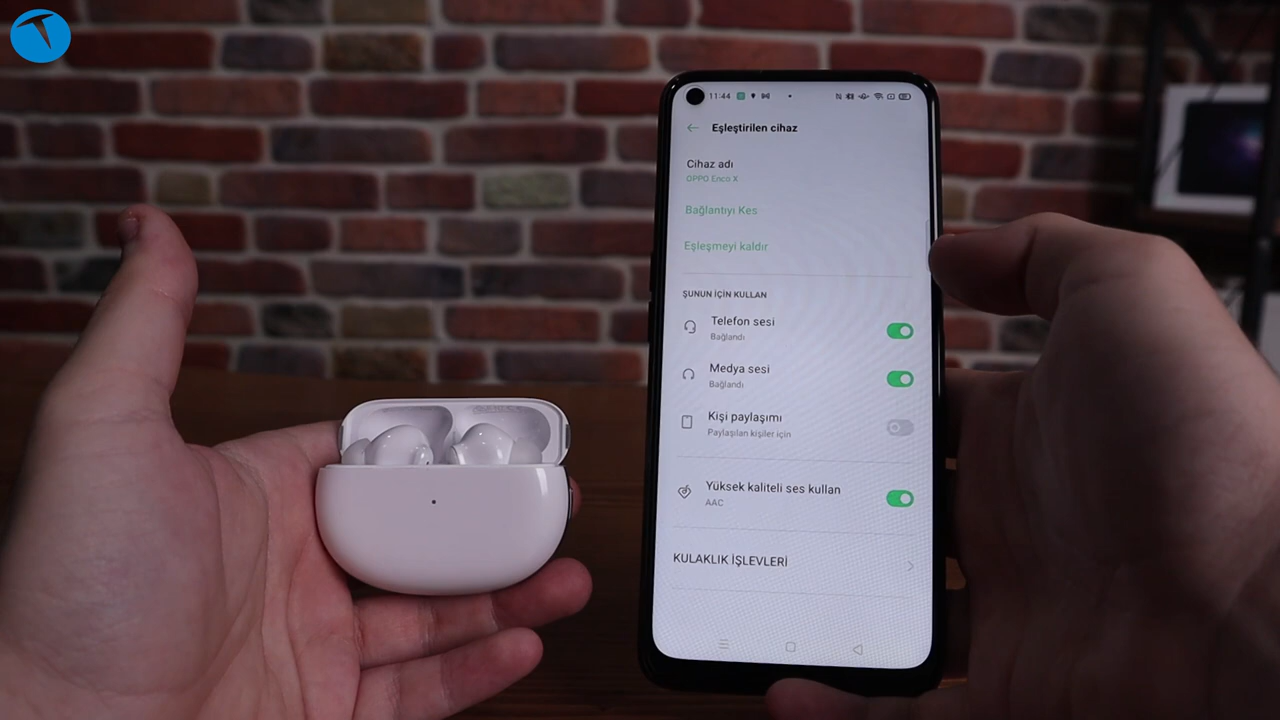 11:44
Eşleştirilen cihaz
Cihaz adı
OPPO Enco X
Bağlantıyı Kes
Eşleşmeyi kaldır
ŞUNUN İÇİN KULLAN
Telefon sesi
Bağlandı
Medya sesi
Bağlandı
Kişi paylaşımı
Paylaşılan kişiler için
Yüksek kaliteli ses kullan
AAC
KULAKLIK İŞLEVLERİ